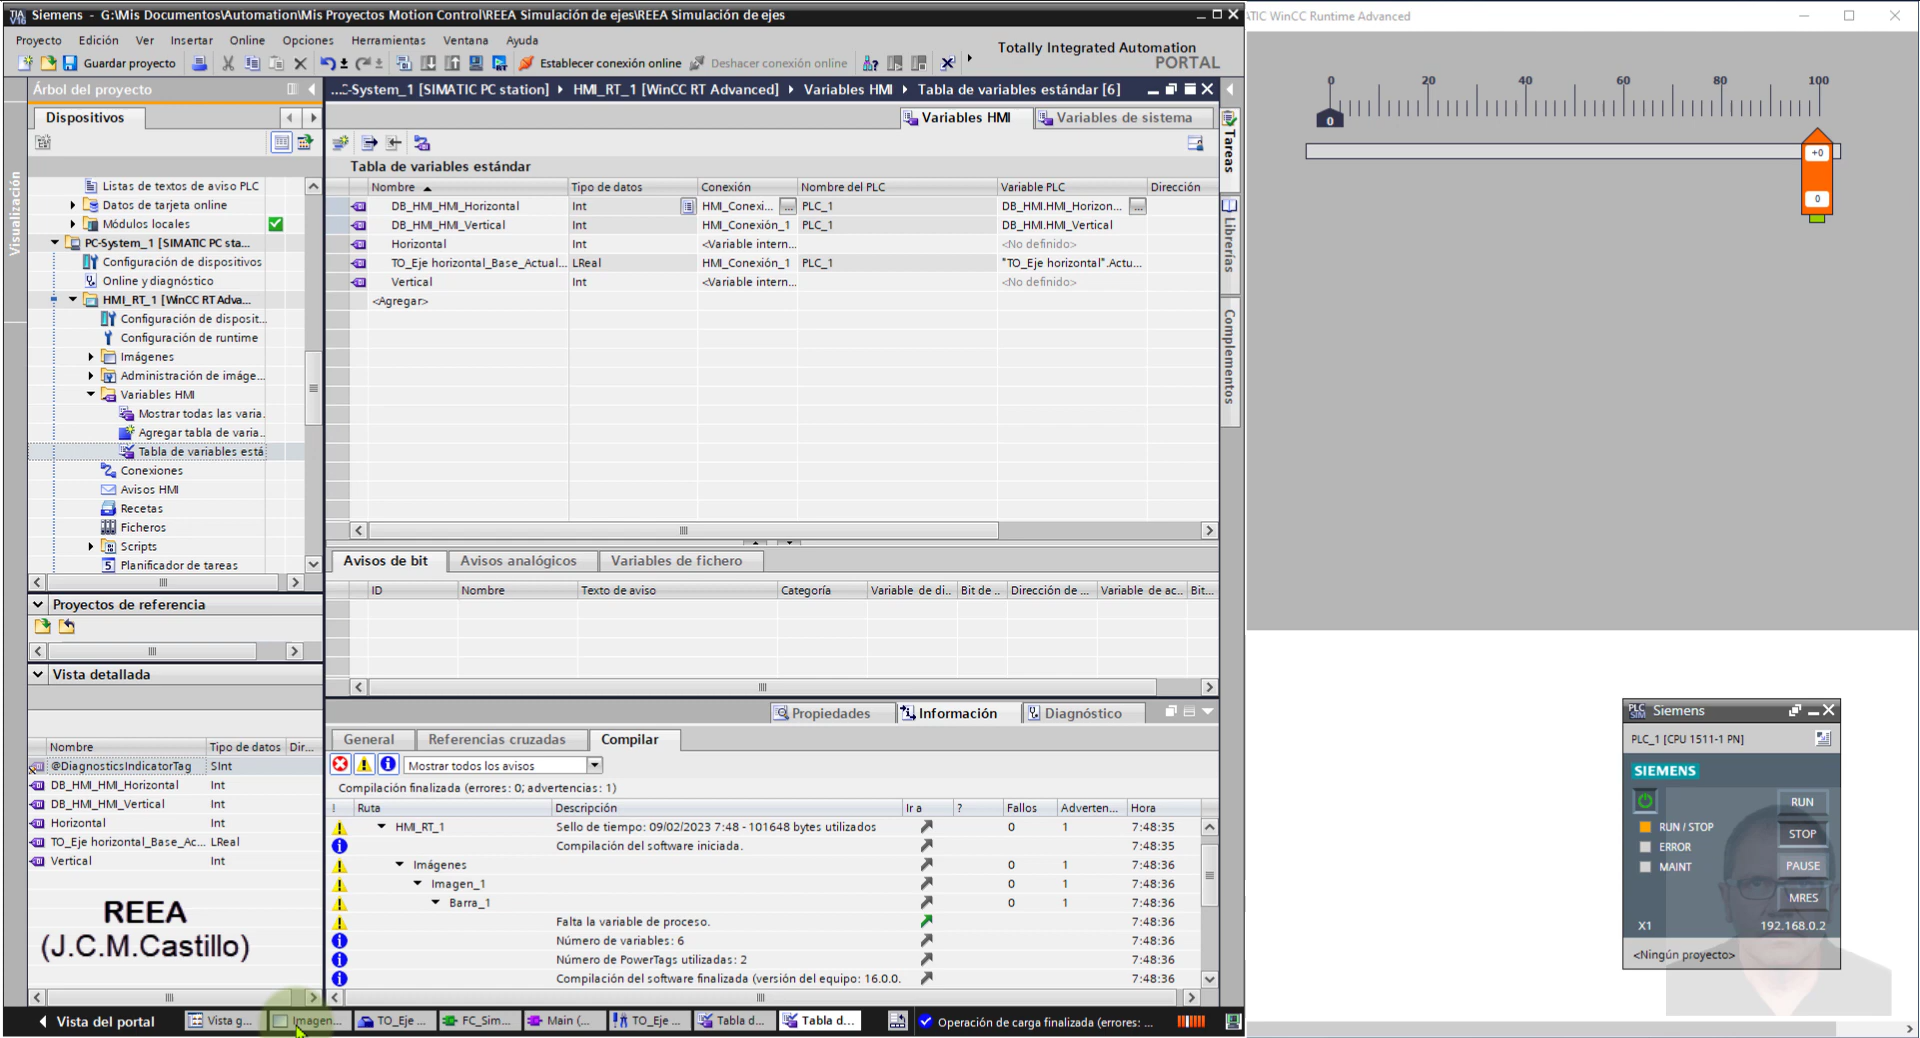 Siemens - G:\Mis Documentos\Automation\Mis Proyectos Motion Control\REEA Simulación de ejes\REEA Simulación de ejes
Proyecto Edición Ver Insertar Online Opciones Herramientas Ventana Ayuda
Guardar proyecto
Establecer conexión online
Deshacer conexión online
Totally Integrated Automation
PORTAL
Árbol del proyecto
Dispositivos
Visualización
Listas de textos de aviso PLC
Datos de tarjeta online
Módulos locales
PC-System_1 [SIMATIC PC sta...
Configuración de dispositivos
Online y diagnóstico
HMI_RT_1 [WinCC RT Adva...
Configuración de disposit...
Configuración de runtime
Imágenes
Administración de imáge...
Variables HMI
Mostrar todas las varia.
Agregar tabla de varia..
Tabla de variables está
Conexiones
Avisos HMI
Recetas
Ficheros
Scripts
Planificador de tareas
Proyectos de referencia
Vista detallada
Nombre Tipo de datos Dir...
@DiagnosticsIndicatorTag SInt
DB_HMI_HMI_Horizontal Int
DB_HMI_HMI_Vertical Int
Horizontal Int
TO_Eje horizontal_Base_Ac... LReal
Vertical Int
REEA
(J.C.M.Castillo)
...C-System_1 [SIMATIC PC station] HMI_RT_1 [WinCC RT Advanced] Variables HMI Tabla de variables estándar [6]
Variables HMI
Variables de sistema
Tabla de variables estándar
Nombre Tipo de datos Conexión Nombre del PLC Variable PLC Dirección
DB_HMI_HMI_Horizontal Int HMI_Conexi... ... PLC_1 DB_HMI.HMI_Horizon... ...
DB_HMI_HMI_Vertical Int HMI_Conexión_1 PLC_1 DB_HMI.HMI_Vertical
Horizontal Int <Variable intern... <No definido>
TO_Eje horizontal_Base_Actual... LReal HMI_Conexión_1 PLC_1 "TO_Eje horizontal".Actu...
Vertical Int <Variable intern... <No definido>
<Agregar>
Tareas
Librerías
Complementos
Avisos de bit
Avisos analógicos
Variables de fichero
ID Nombre Texto de aviso Categoría Variable de di.. Bit de .. Dirección de ... Variable de ac.. Bit...
Propiedades
Información
Diagnóstico
General
Referencias cruzadas
Compilar
Mostrar todos los avisos
Compilación finalizada (errores: 0; advertencias: 1)
! Ruta Descripción Ir a ? Fallos Adverten... Hora
HMI_RT_1 Sello de tiempo: 09/02/2023 7:48 - 101648 bytes utilizados 0 1 7:48:35
Compilación del software iniciada. 7:48:35
Imágenes 0 1 7:48:36
Imagen_1 0 1 7:48:36
Barra_1 0 1 7:48:36
Falta la variable de proceso. 7:48:36
Número de variables: 6 7:48:36
Número de PowerTags utilizadas: 2 7:48:36
Compilación del software finalizada (versión del equipo: 16.0.0. 7:48:36
Vista del portal
Vista g...
Imagen...
TO_Eje ...
FC_Sim...
Main (...
TO_Eje ...
Tabla d...
Tabla d...
Operación de carga finalizada (errores: ...
ATIC WinCC Runtime Advanced
0 20 40 60 80 100
0
+0
0
PLC SIM Siemens
PLC_1 [CPU 1511-1 PN]
SIEMENS
RUN
RUN / STOP
STOP
ERROR
MAINT
PAUSE
MRES
X1 192.168.0.2
<Ningún proyecto>